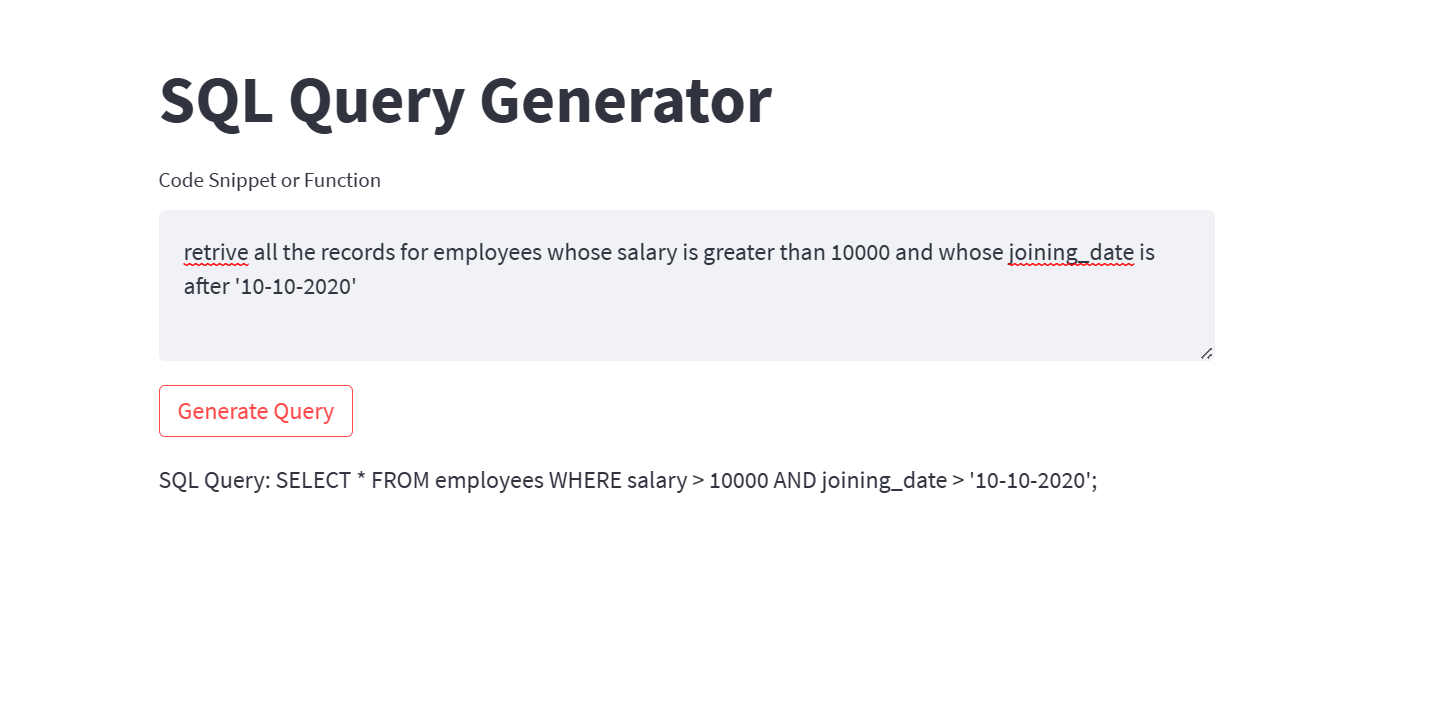 SQL Query Generator
Code Snippet or Function
retrive all the records for employees whose salary is greater than 10000 and whose joining_date is
after '10-10-2020'
Generate Query
SQL Query: SELECT * FROM employees WHERE salary > 10000 AND joining_date > '10-10-2020';